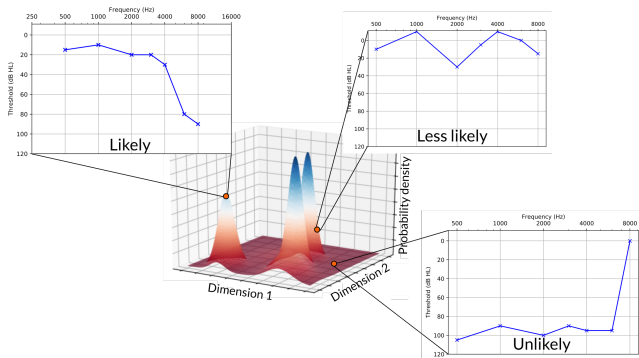 Frequency (Hz)
250 500 1000 2000 4000 8000 16000
0
20
40
60
80
100
120
Threshold (dB HL)
Likely
Frequency (Hz)
500 1000 2000 4000 8000
0
20
40
60
80
100
120
Threshold (dB HL)
Less likely
Probability density
Dimension 1
Dimension 2
Frequency (Hz)
500 1000 2000 4000 8000
0
20
40
60
80
100
120
Threshold (dB HL)
Unlikely